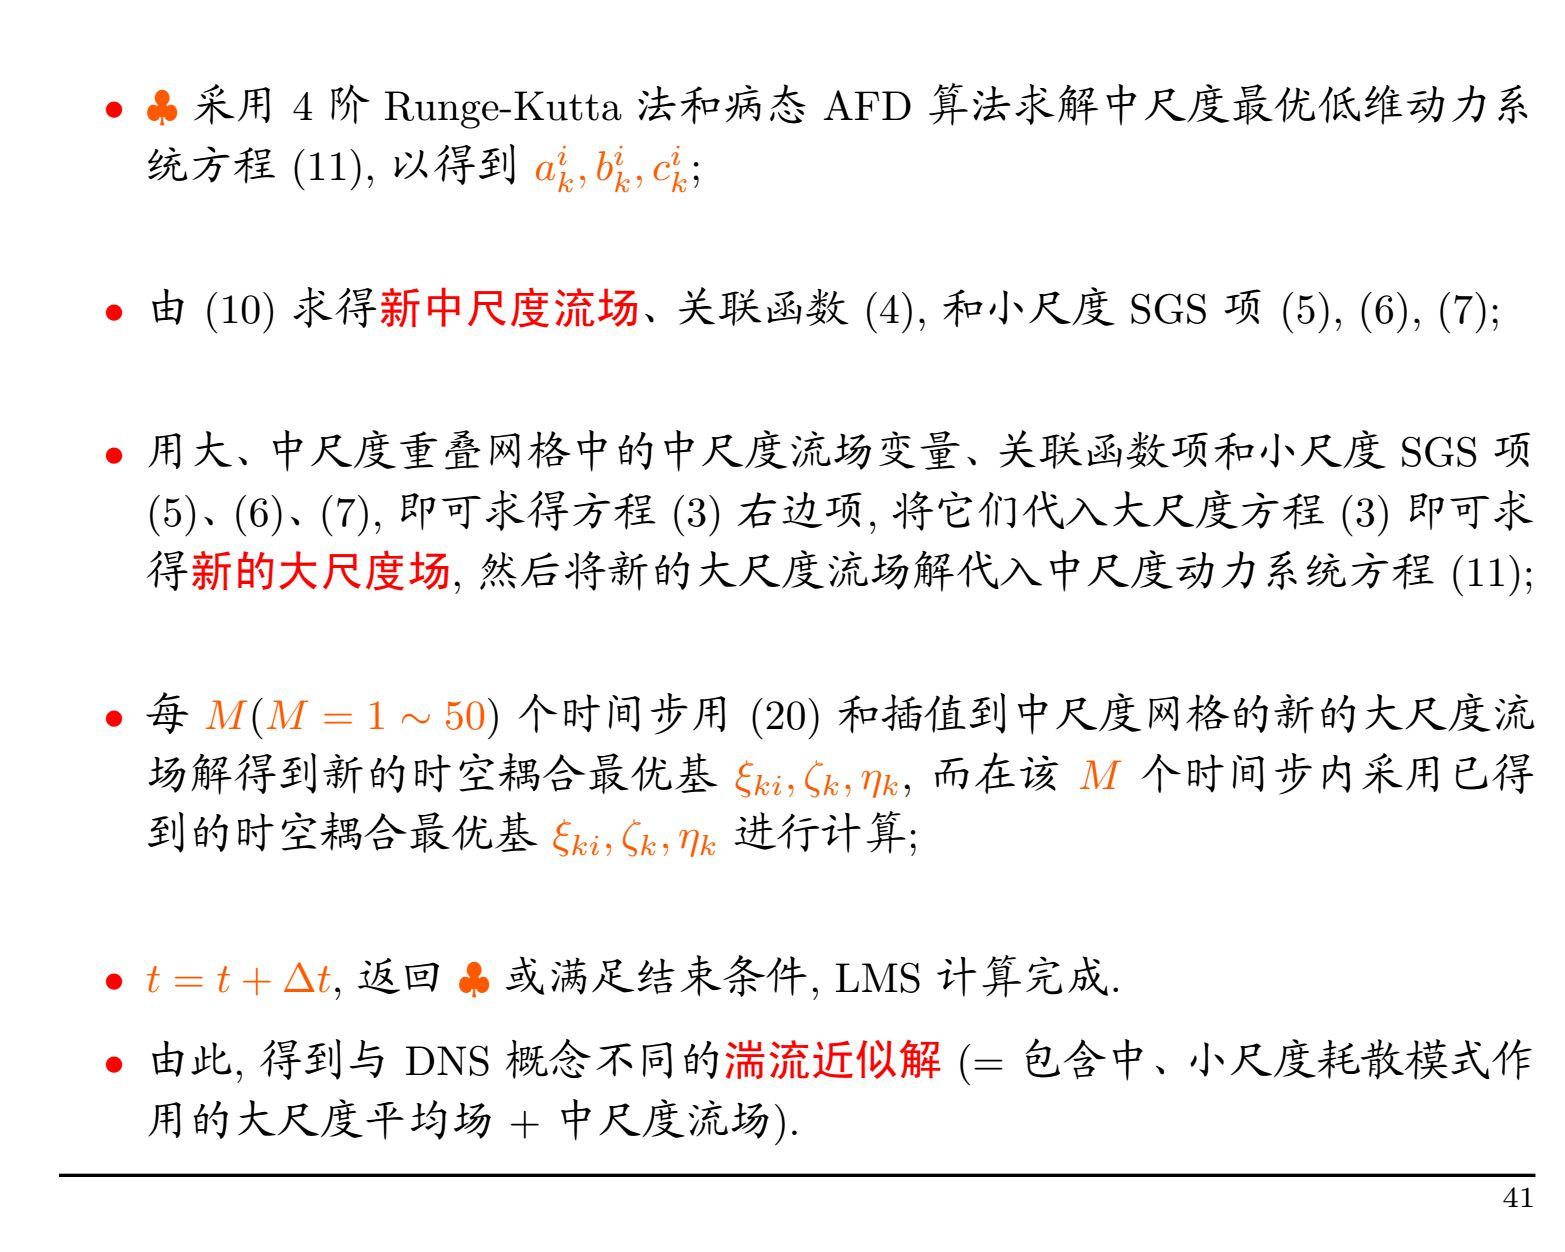 • ♣ 采用 4 阶 Runge-Kutta 法和病态 AFD 算法求解中尺度最优低维动力系
统方程 (11), 以得到 $a_k^i, b_k^i, c_k^i$;
• 由 (10) 求得新中尺度流场、关联函数 (4), 和小尺度 SGS 项 (5), (6), (7);
• 用大、中尺度重叠网格中的中尺度流场变量、关联函数项和小尺度 SGS 项
(5)、(6)、(7), 即可求得方程 (3) 右边项, 将它们代入大尺度方程 (3) 即可求
得新的大尺度场, 然后将新的大尺度流场解代入中尺度动力系统方程 (11);
• 每 $M(M = 1 \sim 50)$ 个时间步用 (20) 和插值到中尺度网格的新的大尺度流
场解得到新的时空耦合最优基 $\xi_{ki}, \zeta_k, \eta_k$, 而在该 $M$ 个时间步内采用已得
到的时空耦合最优基 $\xi_{ki}, \zeta_k, \eta_k$ 进行计算;
• $t = t + \Delta t$, 返回 ♣ 或满足结束条件, LMS 计算完成.
• 由此, 得到与 DNS 概念不同的湍流近似解 (= 包含中、小尺度耗散模式作
用的大尺度平均场 + 中尺度流场).
41